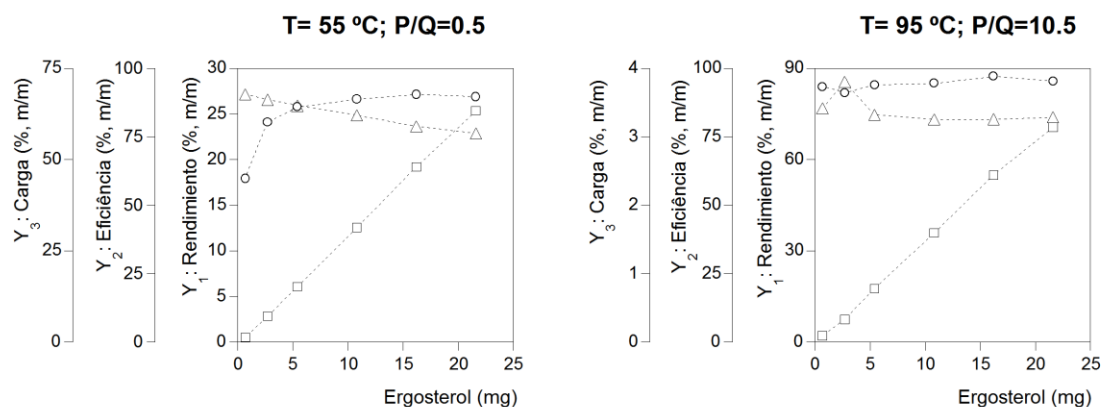 T= 55 ºC; P/Q=0.5
Y3: Carga (%, m/m)
75
50
25
0
Y2: Eficiência (%, m/m)
100
75
50
25
0
Y1: Rendimiento (%, m/m)
30
25
20
15
10
5
0
0 5 10 15 20 25
Ergosterol (mg)
T= 95 ºC; P/Q=10.5
Y3: Carga (%, m/m)
4
3
2
1
0
Y2: Eficiência (%, m/m)
100
75
50
25
0
Y1: Rendimiento (%, m/m)
90
60
30
0
0 5 10 15 20 25
Ergosterol (mg)